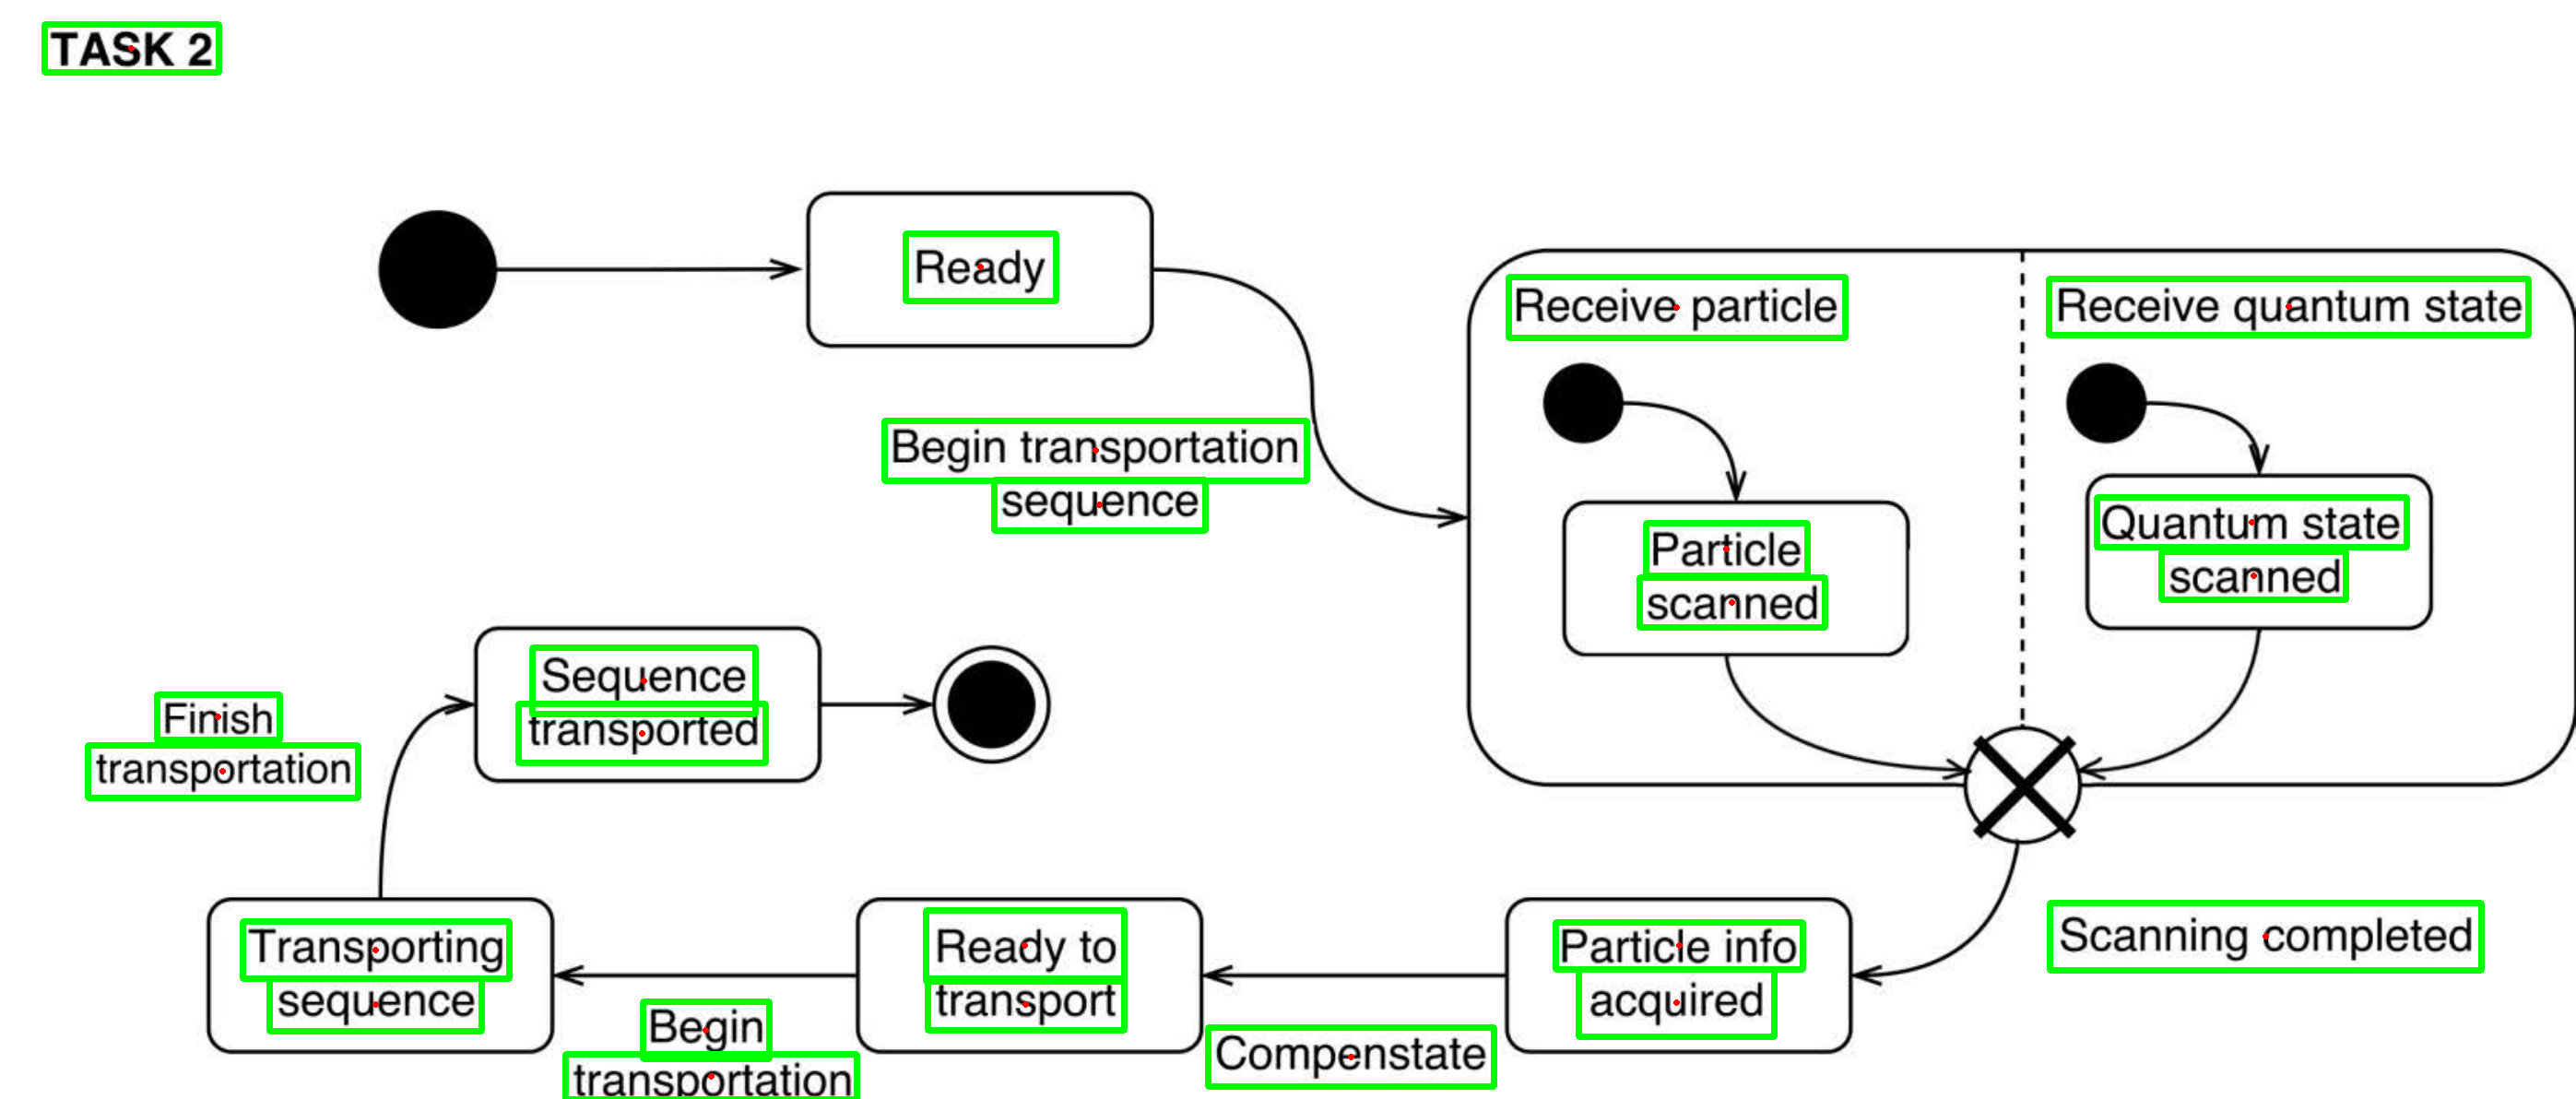 TASK 2
Ready
Receive particle
Receive quantum state
Begin transportation
sequence
Particle
scanned
Quantum state
scanned
Sequence
transported
Finish
transportation
Scanning completed
Transporting
sequence
Ready to
transport
Particle info
acquired
Begin
transportation
Compenstate